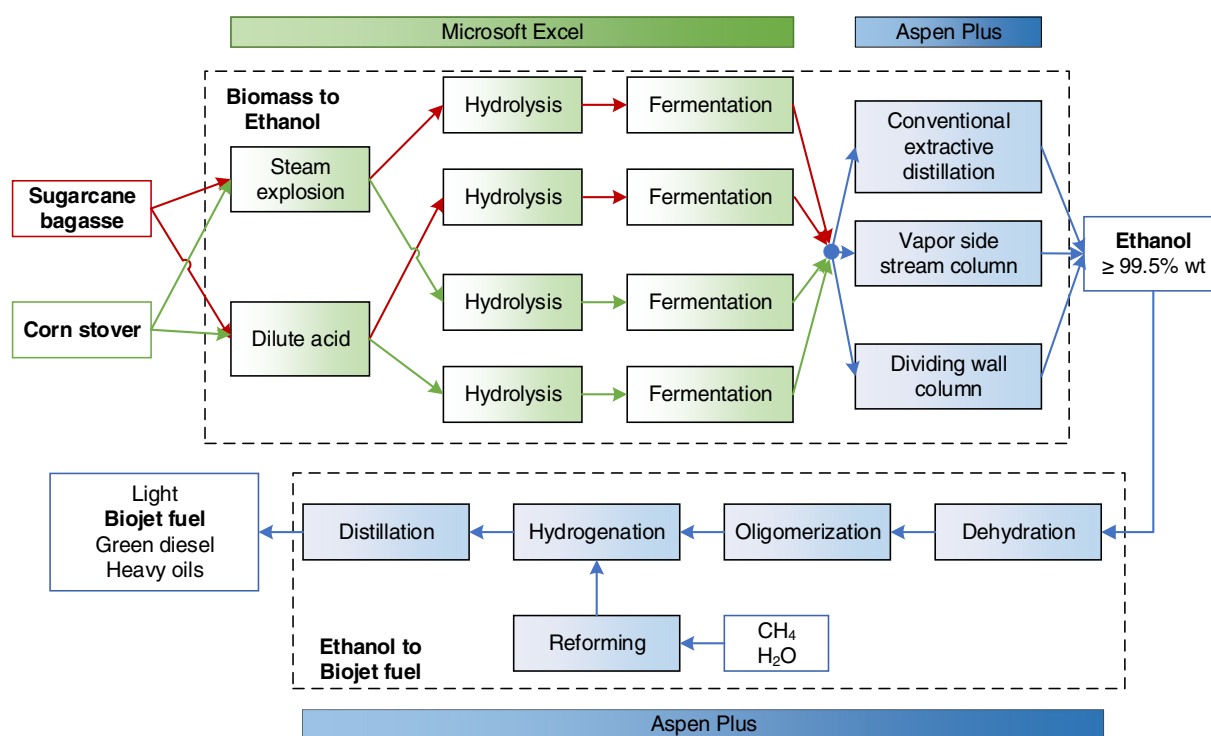 Microsoft Excel
Aspen Plus
Biomass to
Ethanol
Hydrolysis
Fermentation
Steam
explosion
Conventional
extractive
distillation
Sugarcane
bagasse
Hydrolysis
Fermentation
Vapor side
stream column
Ethanol
≥ 99.5% wt
Corn stover
Dilute acid
Hydrolysis
Fermentation
Hydrolysis
Fermentation
Dividing wall
column
Light
Biojet fuel
Green diesel
Heavy oils
Distillation
Hydrogenation
Oligomerization
Dehydration
Reforming
CH₄
H₂O
Ethanol to
Biojet fuel
Aspen Plus